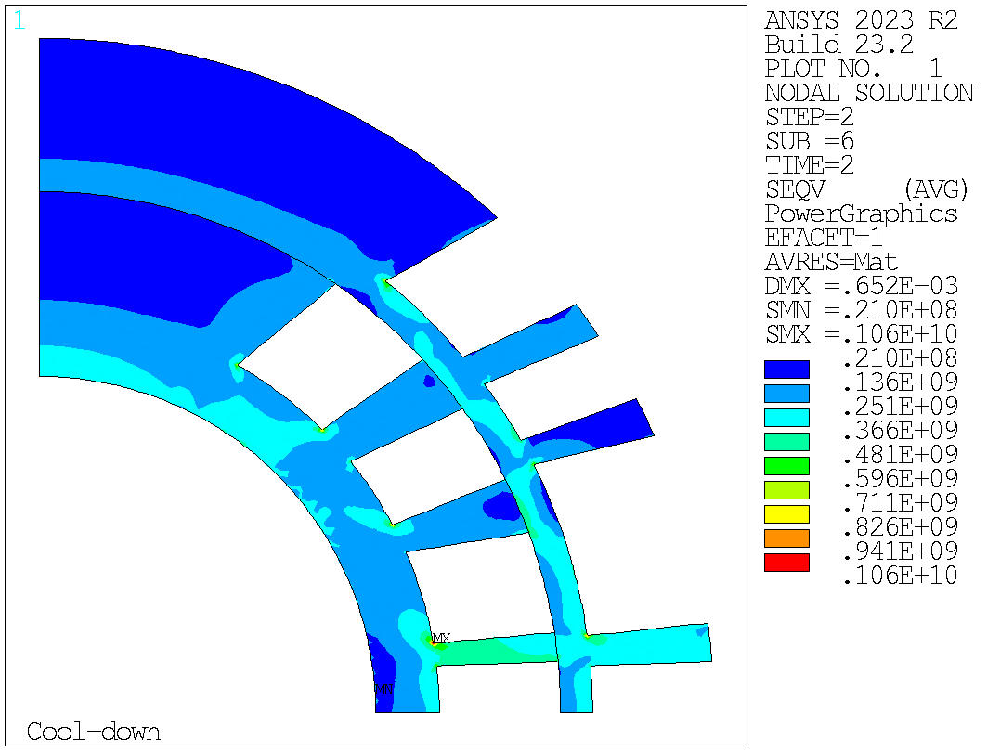 1
ANSYS 2023 R2
Build 23.2
PLOT NO.   1
NODAL SOLUTION
STEP=2
SUB =6
TIME=2
SEQV     (AVG)
PowerGraphics
EFACET=1
AVRES=Mat
DMX =.652E-03
SMN =.210E+08
SMX =.106E+10
.210E+08
.136E+09
.251E+09
.366E+09
.481E+09
.596E+09
.711E+09
.826E+09
.941E+09
.106E+10
MX
MN
Cool-down